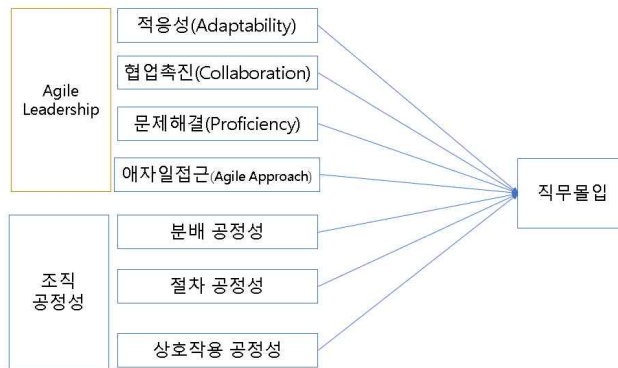 Agile
Leadership
적응성(Adaptability)
협업촉진(Collaboration)
문제해결(Proficiency)
애자일접근(Agile Approach)
조직
공정성
분배 공정성
절차 공정성
상호작용 공정성
직무몰입